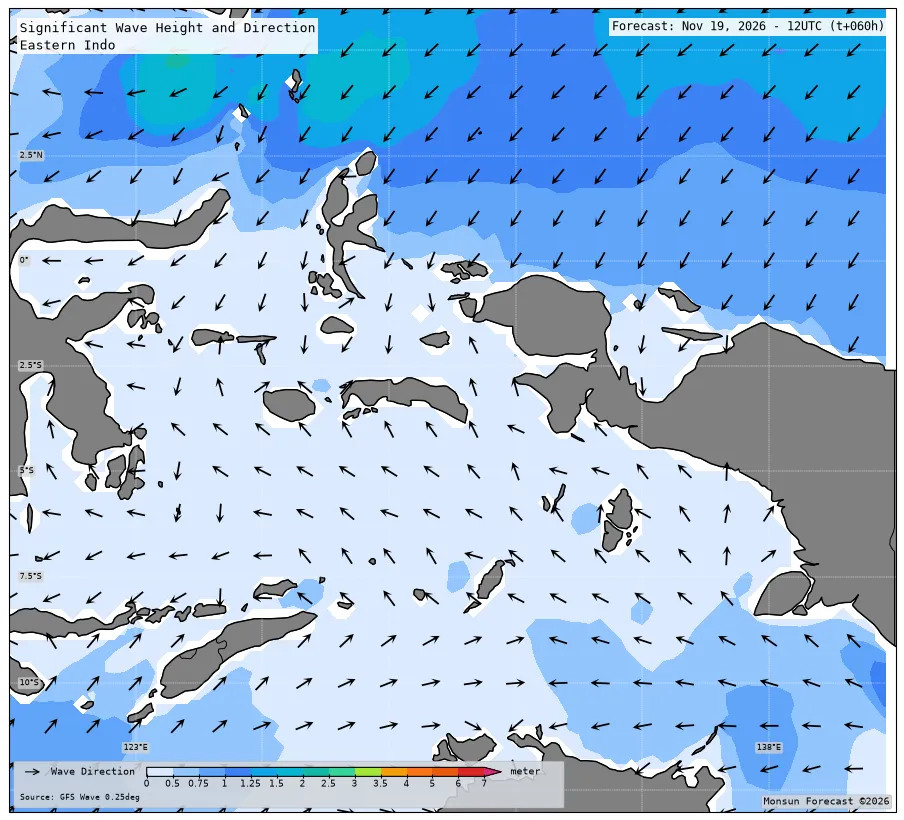 Significant Wave Height and Direction
Eastern Indo
Forecast: Nov 19, 2026 - 12UTC (t+060h)
2.5°N
0°
2.5°S
5°S
7.5°S
10°S
123°E
138°E
Wave Direction
meter
0 0.5 0.75 1 1.25 1.5 2 2.5 3 3.5 4 5 6 7
Source: GFS Wave 0.25deg
Monsun Forecast ©2026